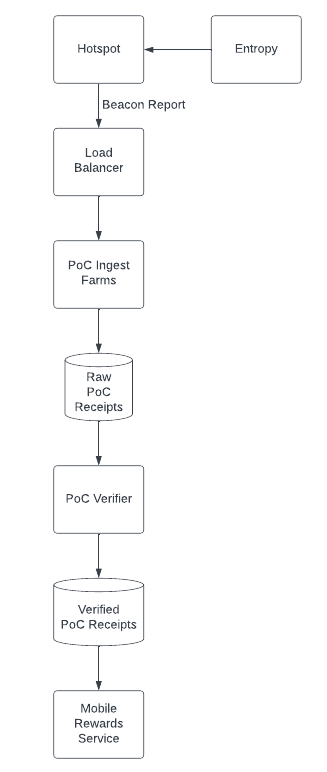 Hotspot
Entropy
Beacon Report
Load
Balancer
PoC Ingest
Farms
Raw
PoC
Receipts
PoC Verifier
Verified
PoC Receipts
Mobile
Rewards
Service